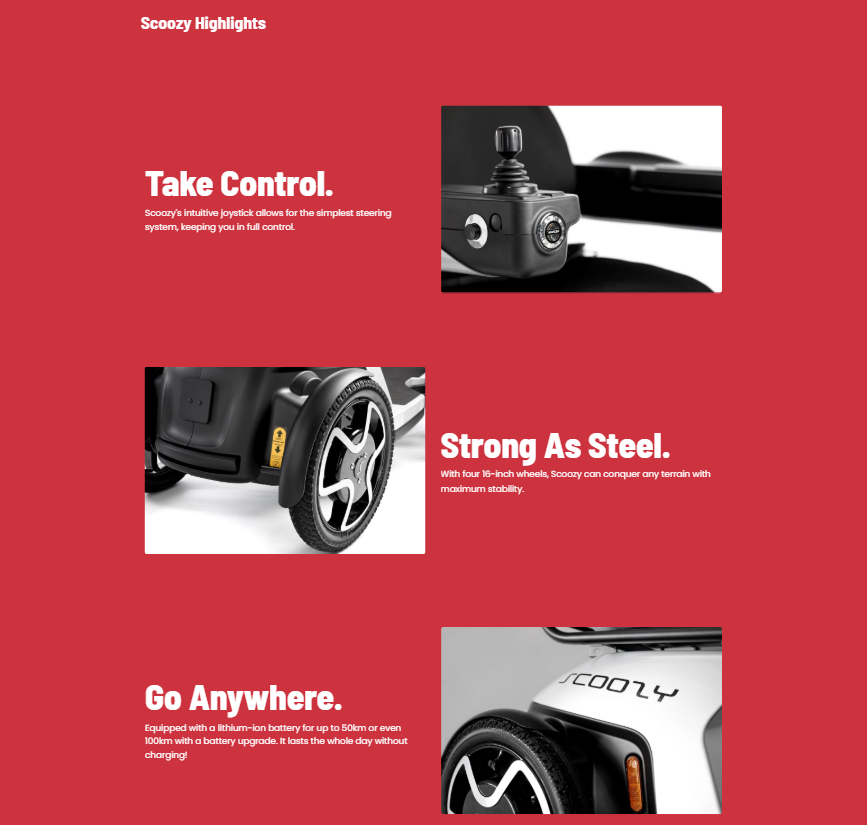 Scoozy Highlights
Take Control.
Scoozy's intuitive joystick allows for the simplest steering
system, keeping you in full control.
Strong As Steel.
With four 16-inch wheels, Scoozy can conquer any terrain with
maximum stability.
Go Anywhere.
Equipped with a lithium-ion battery for up to 50km or even
100km with a battery upgrade. It lasts the whole day without
charging!
SCOOZY